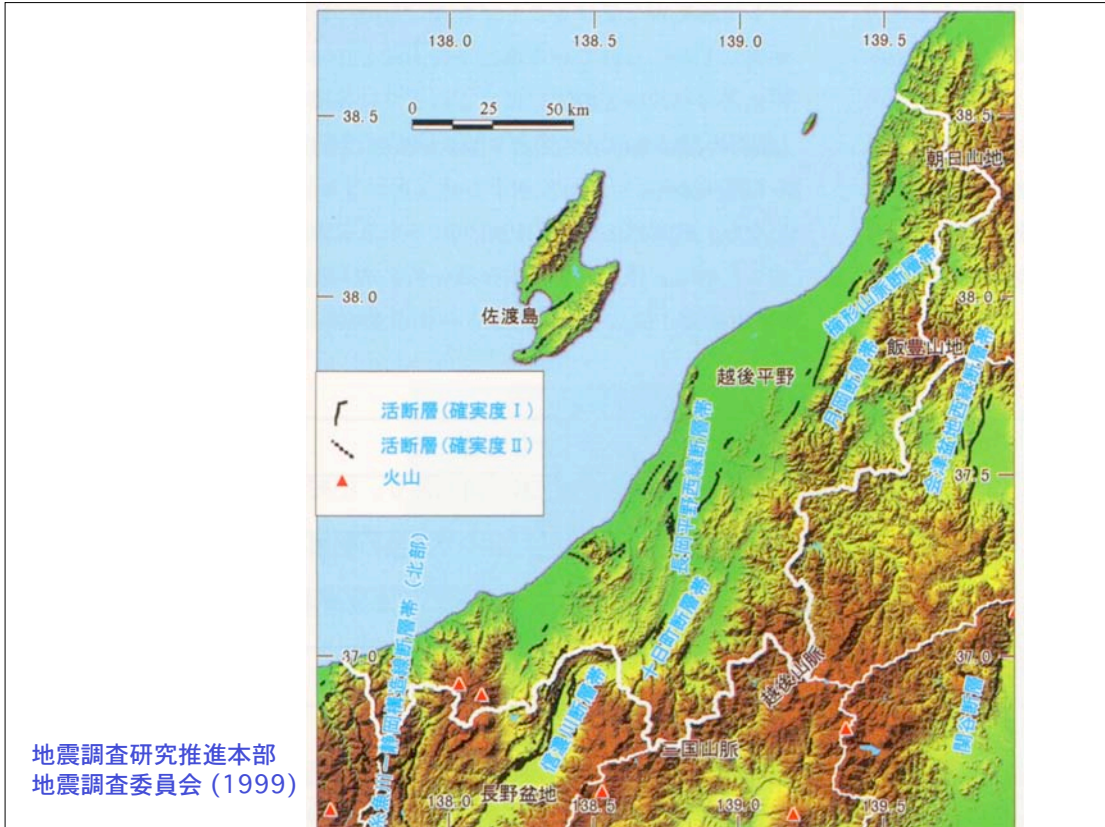 138.0 138.5 139.0 139.5
0 25 50 km
38.5 38.5
朝日山地
櫛形山脈断層帯
38.0 38.0
佐渡島
飯豊山地
越後平野
月岡断層帯
会津盆地西縁断層帯
活断層(確実度Ⅰ)
活断層(確実度Ⅱ)
火山
37.5
長岡平野西縁断層帯
糸魚川－静岡構造線断層帯(北部)
十日町断層帯
37.0 37.0
越後山脈
信濃川断層帯
関谷断層
三国山脈
地震調査研究推進本部
地震調査委員会 (1999)
長野盆地
138.0 138.5 139.0 139.5